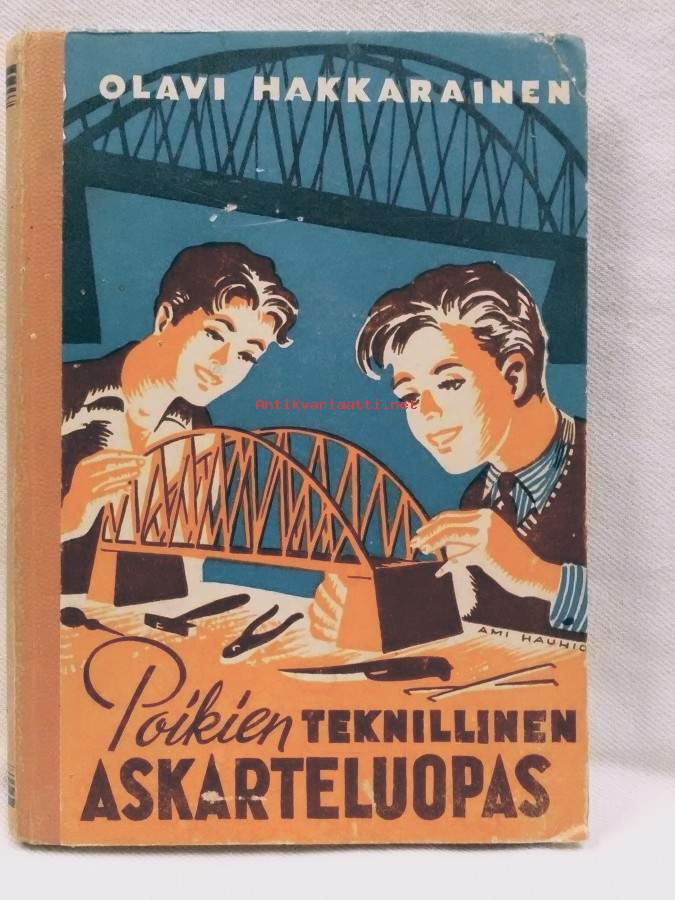 OLAVI HAKKARAINEN
Antikvariaatti.net
AMI HAUHIO
Poikien TEKNILLINEN
ASKARTELUOPAS